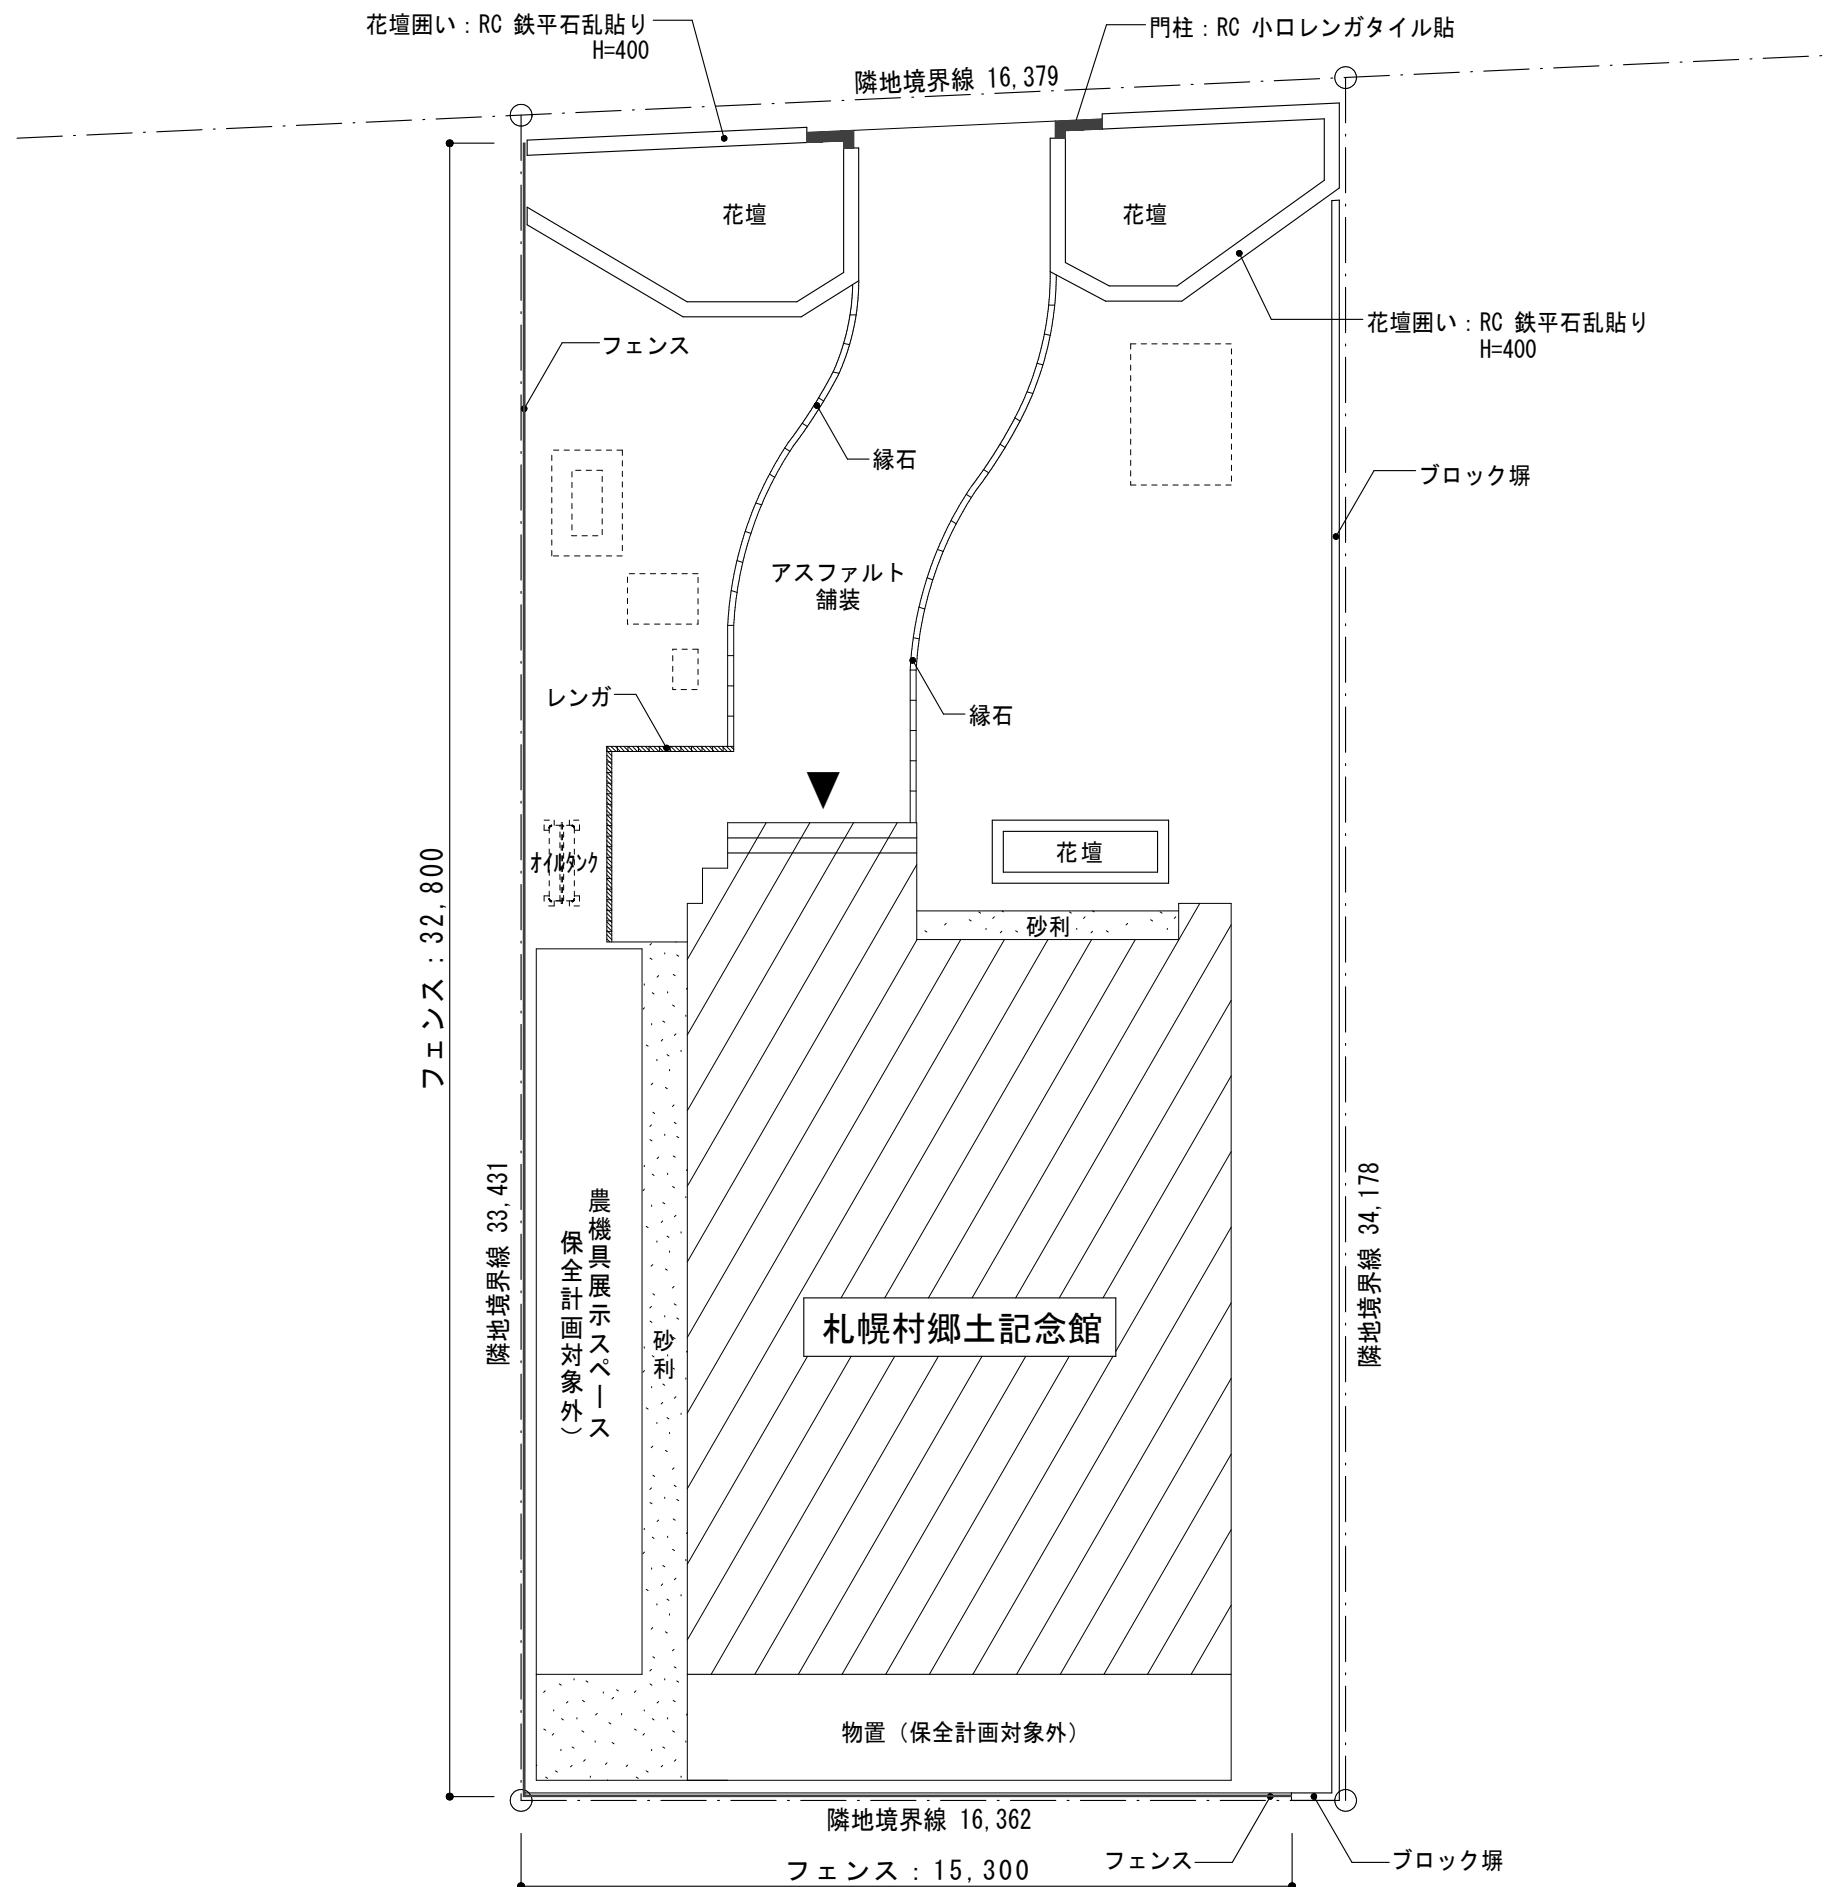 花壇囲い：RC 鉄平石乱貼り
H=400
門柱：RC 小口レンガタイル貼
隣地境界線 16,379
花壇
花壇
花壇囲い：RC 鉄平石乱貼り
H=400
フェンス
縁石
ブロック塀
アスファルト
舗装
レンガ
縁石
オイルタンク
花壇
砂利
フェンス：32,800
隣地境界線 33,431
農機具展示スペース
（保全計画対象外）
砂利
札幌村郷土記念館
隣地境界線 34,178
物置（保全計画対象外）
隣地境界線 16,362
フェンス：15,300
フェンス
ブロック塀